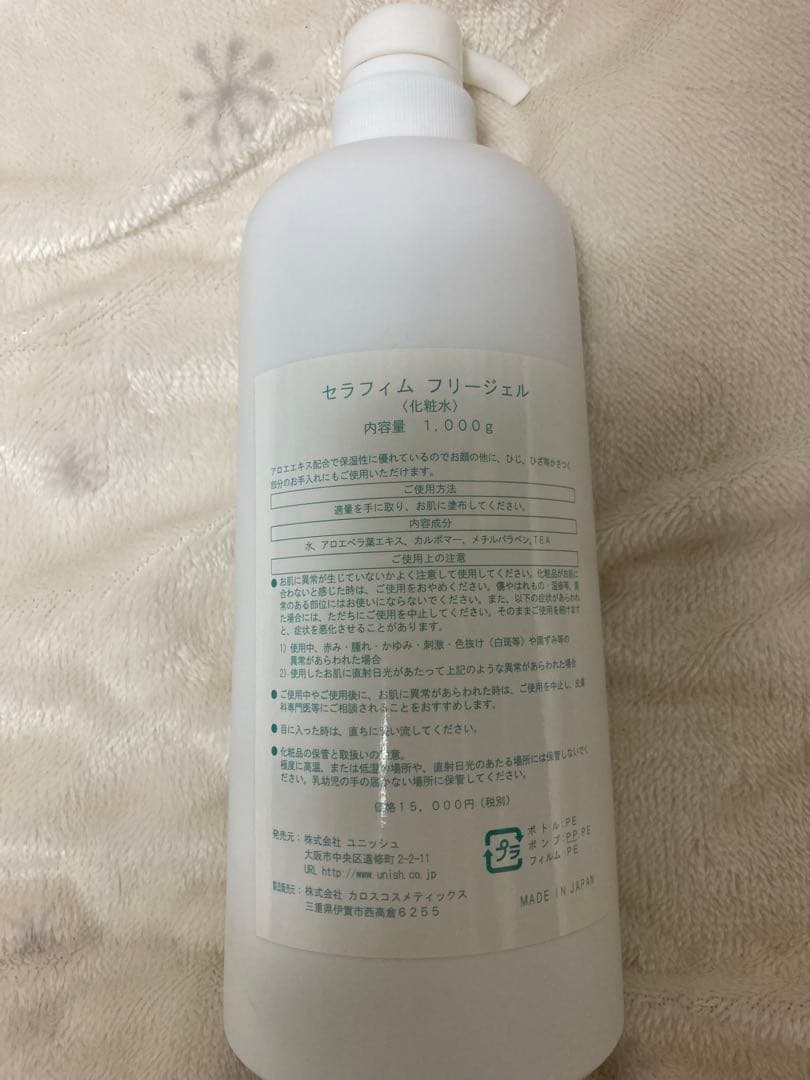 セラフィム フリージェル
〈化粧水〉
内容量 1,000g
アロエエキス配合で保湿性に優れているのでお顔の他に、ひじ、ひざ等かさつく
部分のお手入れにもご使用いただけます。
ご使用方法
適量を手に取り、お肌に塗布してください。
内容成分
水、アロエベラ葉エキス、カルボマー、メチルパラベン,TEA
ご使用上の注意
●お肌に異常が生じていないかよく注意して使用してください。化粧品がお肌に
合わないと感じた時は、ご使用をおやめください。傷やはれもの・湿疹等、異
常のある部位にはお使いにならないでください。また、以下の症状があらわれ
た場合には、ただちにご使用を中止してください。そのままご使用を続けます
と、症状を悪化させることがあります。
1) 使用中、赤み・腫れ・かゆみ・刺激・色抜け(白斑等)や黒ずみ等の
異常があらわれた場合
2) 使用したお肌に直射日光があたって上記のような異常があらわれた場合
●ご使用中やご使用後に、お肌に異常があらわれた時は、ご使用を中止し、皮膚
科専門医等にご相談されることをおすすめします。
●目に入った時は、直ちに洗い流してください。
●化粧品の保管と取扱いの注意。
極度に高温、または低温の場所や、直射日光のあたる場所には保管しないでく
ださい。乳幼児の手の届かない場所に保管してください。
価格15,000円(税別)
発売元:株式会社 ユニッシュ
大阪市中央区道修町2-2-11
URL http://www.unish.co.jp
製造販売元:株式会社 カロスコスメティックス
三重県伊賀市西高倉6255
プラ
ボトル:PE
ポンプ:PP,PE
フィルム:PE
MADE IN JAPAN